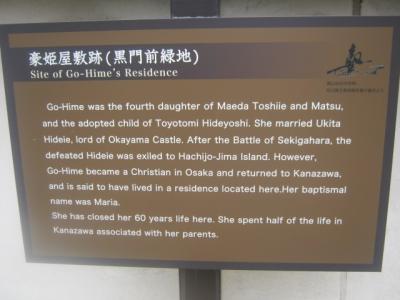 豪姫屋敷跡(黒門前緑地)
Site of Go-Hime's Residence
Go-Hime was the fourth daughter of Maeda Toshiie and Matsu,
and the adopted child of Toyotomi Hideyoshi. She married Ukita
Hideie, lord of Okayama Castle. After the Battle of Sekigahara, the
defeated Hideie was exiled to Hachijo-Jima Island. However,
Go-Hime became a Christian in Osaka and returned to Kanazawa,
and is said to have lived in a residence located here.Her baptismal
name was Maria.
She has closed her 60 years life here. She spent half of the life in
Kanazawa associated with her parents.